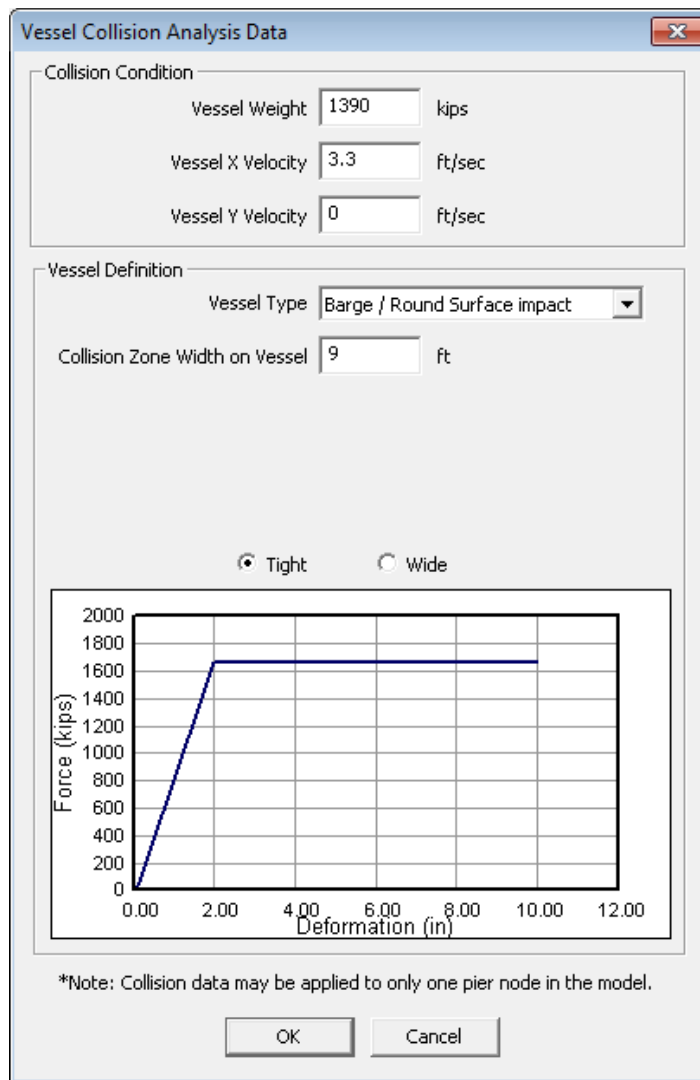 Vessel Collision Analysis Data
Collision Condition
Vessel Weight 1390 kips
Vessel X Velocity 3.3 ft/sec
Vessel Y Velocity 0 ft/sec
Vessel Definition
Vessel Type Barge / Round Surface impact
Collision Zone Width on Vessel 9 ft
Tight Wide
2000
1800
1600
1400
1200
1000
800
600
400
200
0
Force (kips)
0.00 2.00 4.00 6.00 8.00 10.00 12.00
Deformation (in)
*Note: Collision data may be applied to only one pier node in the model.
OK Cancel